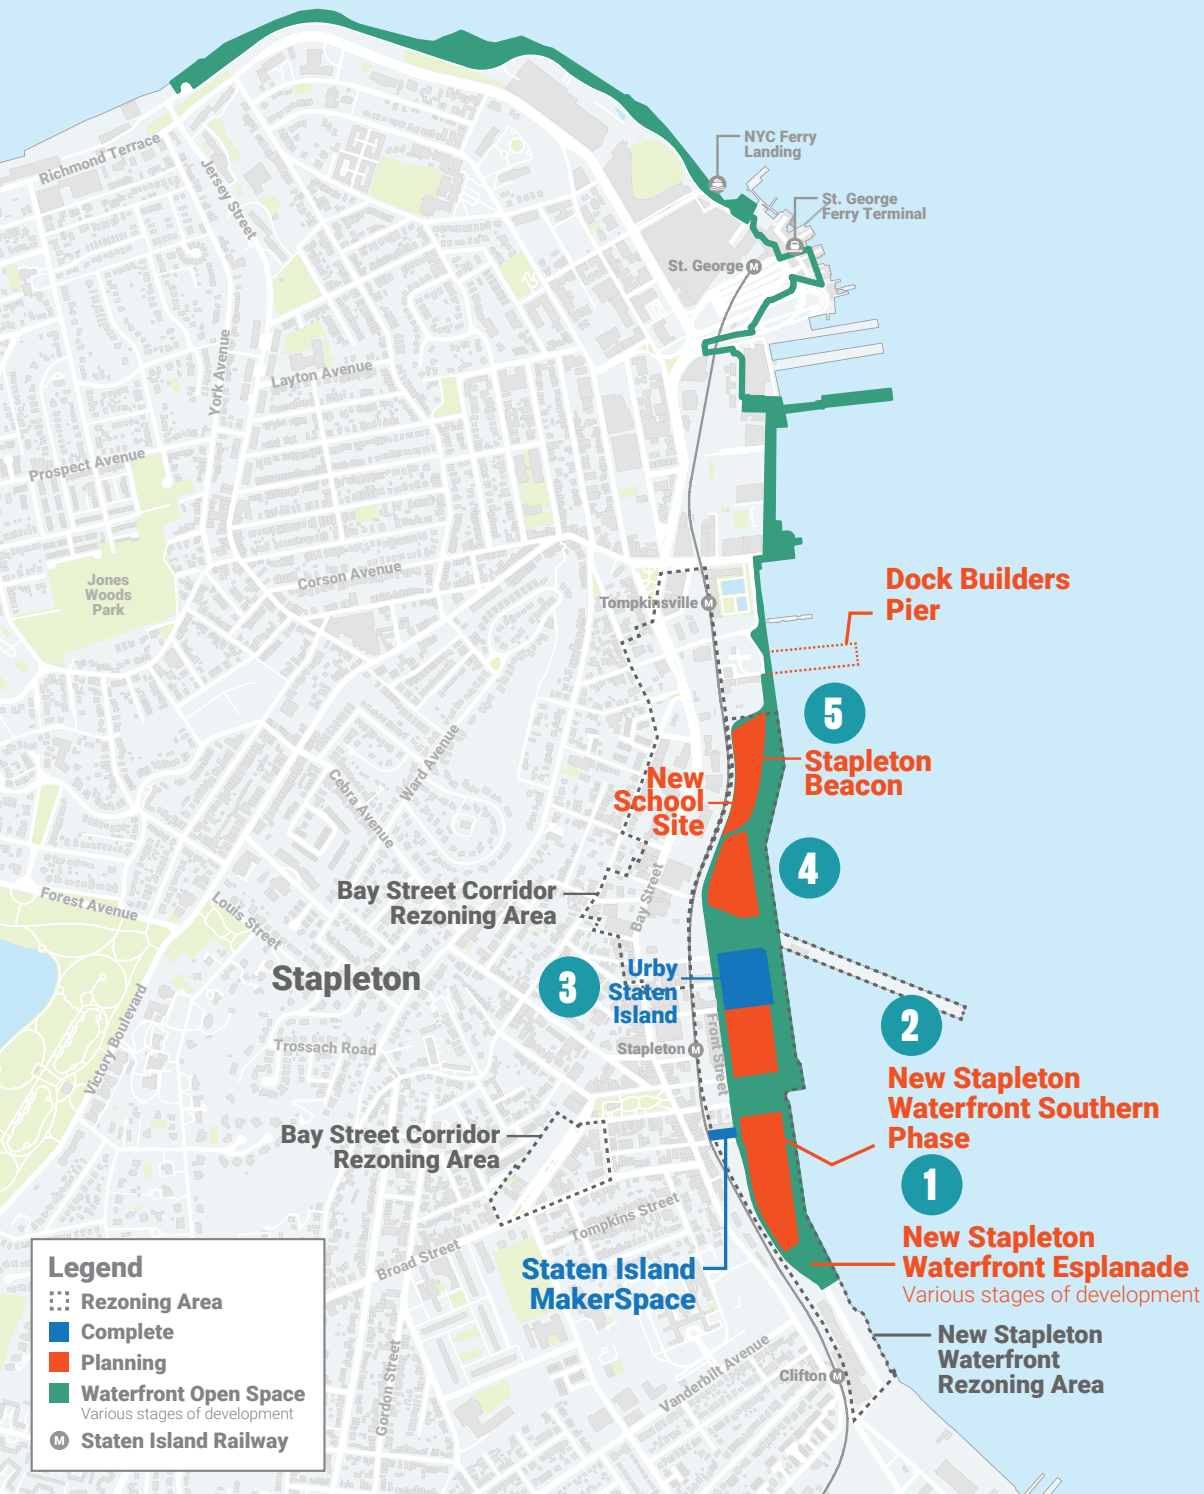 NYC Ferry
Landing
St. George
Ferry Terminal
Richmond Terrace
Jersey Street
St. George
M
York Avenue
Layton Avenue
Prospect Avenue
Jones
Woods
Park
Corson Avenue
Tompkinsville
M
Dock Builders
Pier
5
Stapleton
Beacon
Ward Avenue
Cebra Avenue
New
School
Site
4
Bay Street Corridor
Rezoning Area
Bay Street
Forest Avenue
Louis Street
Stapleton
3
Urby
Staten
Island
2
Victory Boulevard
Trossach Road
Stapleton
M
Front Street
New Stapleton
Waterfront Southern
Phase
Bay Street Corridor
Rezoning Area
1
Tompkins Street
Broad Street
New Stapleton
Waterfront Esplanade
Various stages of development
Staten Island
MakerSpace
New Stapleton
Waterfront
Rezoning Area
Gordon Street
Vanderbilt Avenue
Clifton
M
Legend
Rezoning Area
Complete
Planning
Waterfront Open Space
Various stages of development
M
Staten Island Railway